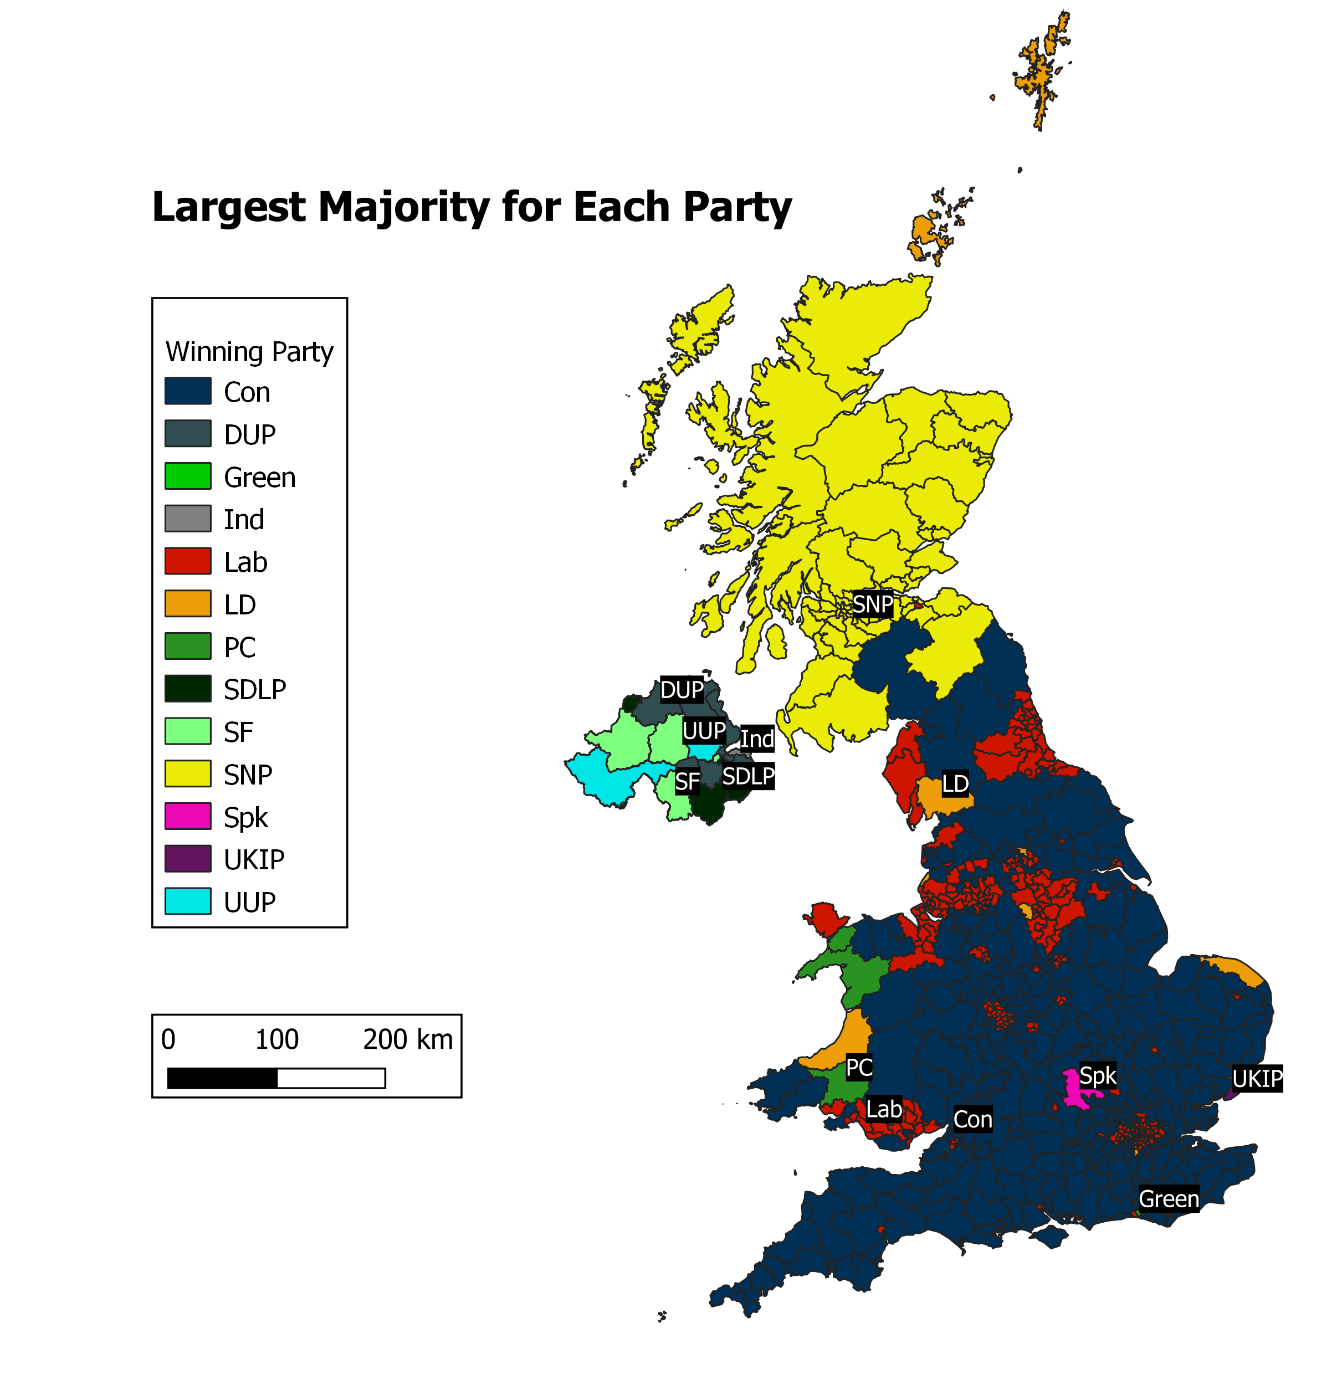 Largest Majority for Each Party
Winning Party
Con
DUP
Green
Ind
Lab
LD
PC
SDLP
SF
SNP
Spk
UKIP
UUP
0 100 200 km
SNP
DUP
UUP
Ind
SF
SDLP
LD
PC
Spk
UKIP
Lab
Con
Green